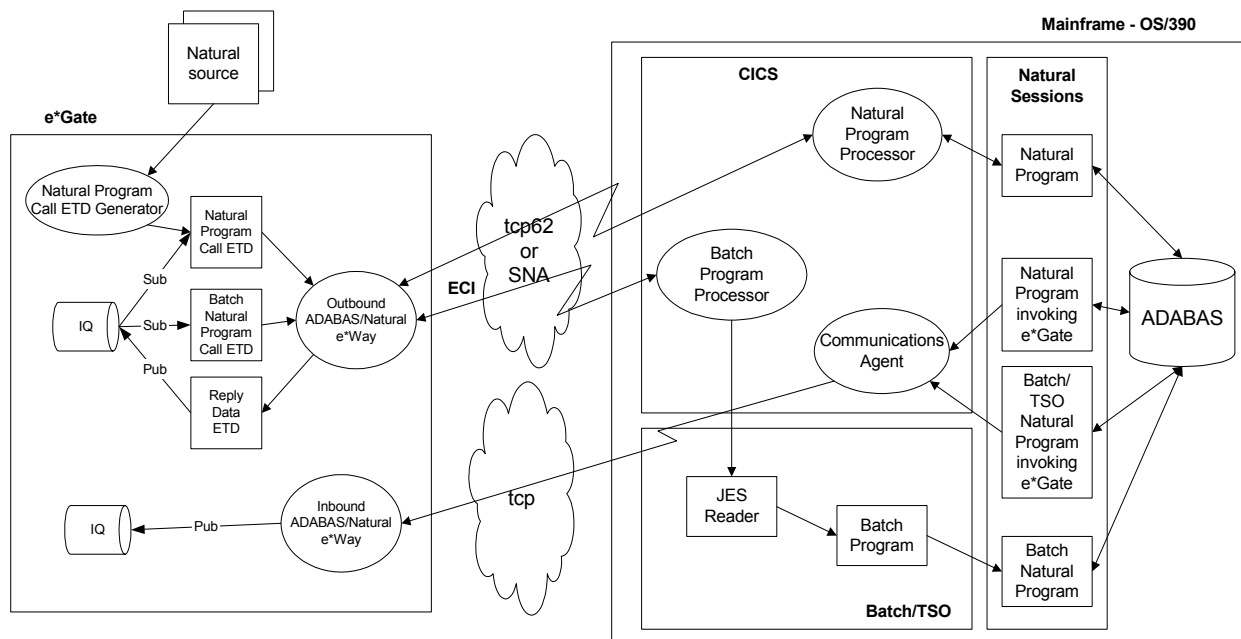 Mainframe - OS/390
Natural
source
e*Gate
CICS
Natural
Sessions
Natural
Program
Processor
Natural
Program
Natural Program
Call ETD Generator
Natural
Program
Call ETD
Sub
tcp62
or
SNA
ECI
Batch
Program
Processor
Natural
Program
invoking
e*Gate
ADABAS
IQ
Sub
Batch
Natural
Program
Call ETD
Outbound
ADABAS/Natural
e*Way
Communications
Agent
Pub
Reply
Data
ETD
Batch/
TSO
Natural
Program
invoking
e*Gate
tcp
JES
Reader
IQ
Pub
Inbound
ADABAS/Natural
e*Way
Batch
Program
Batch
Natural
Program
Batch/TSO